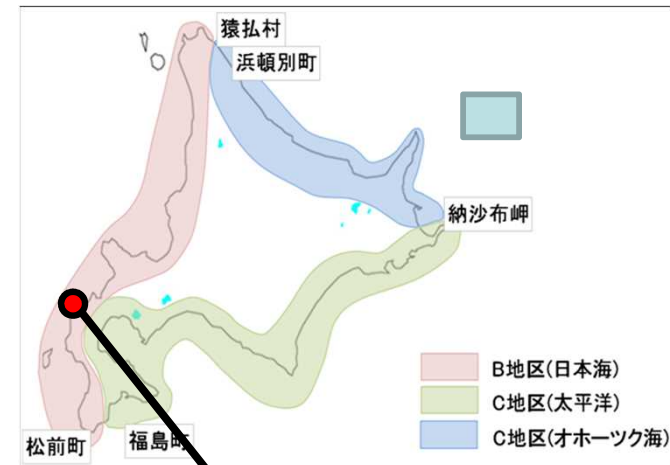 猿払村
浜頓別町
納沙布岬
B地区(日本海)
C地区(太平洋)
C地区(オホーツク海)
松前町
福島町